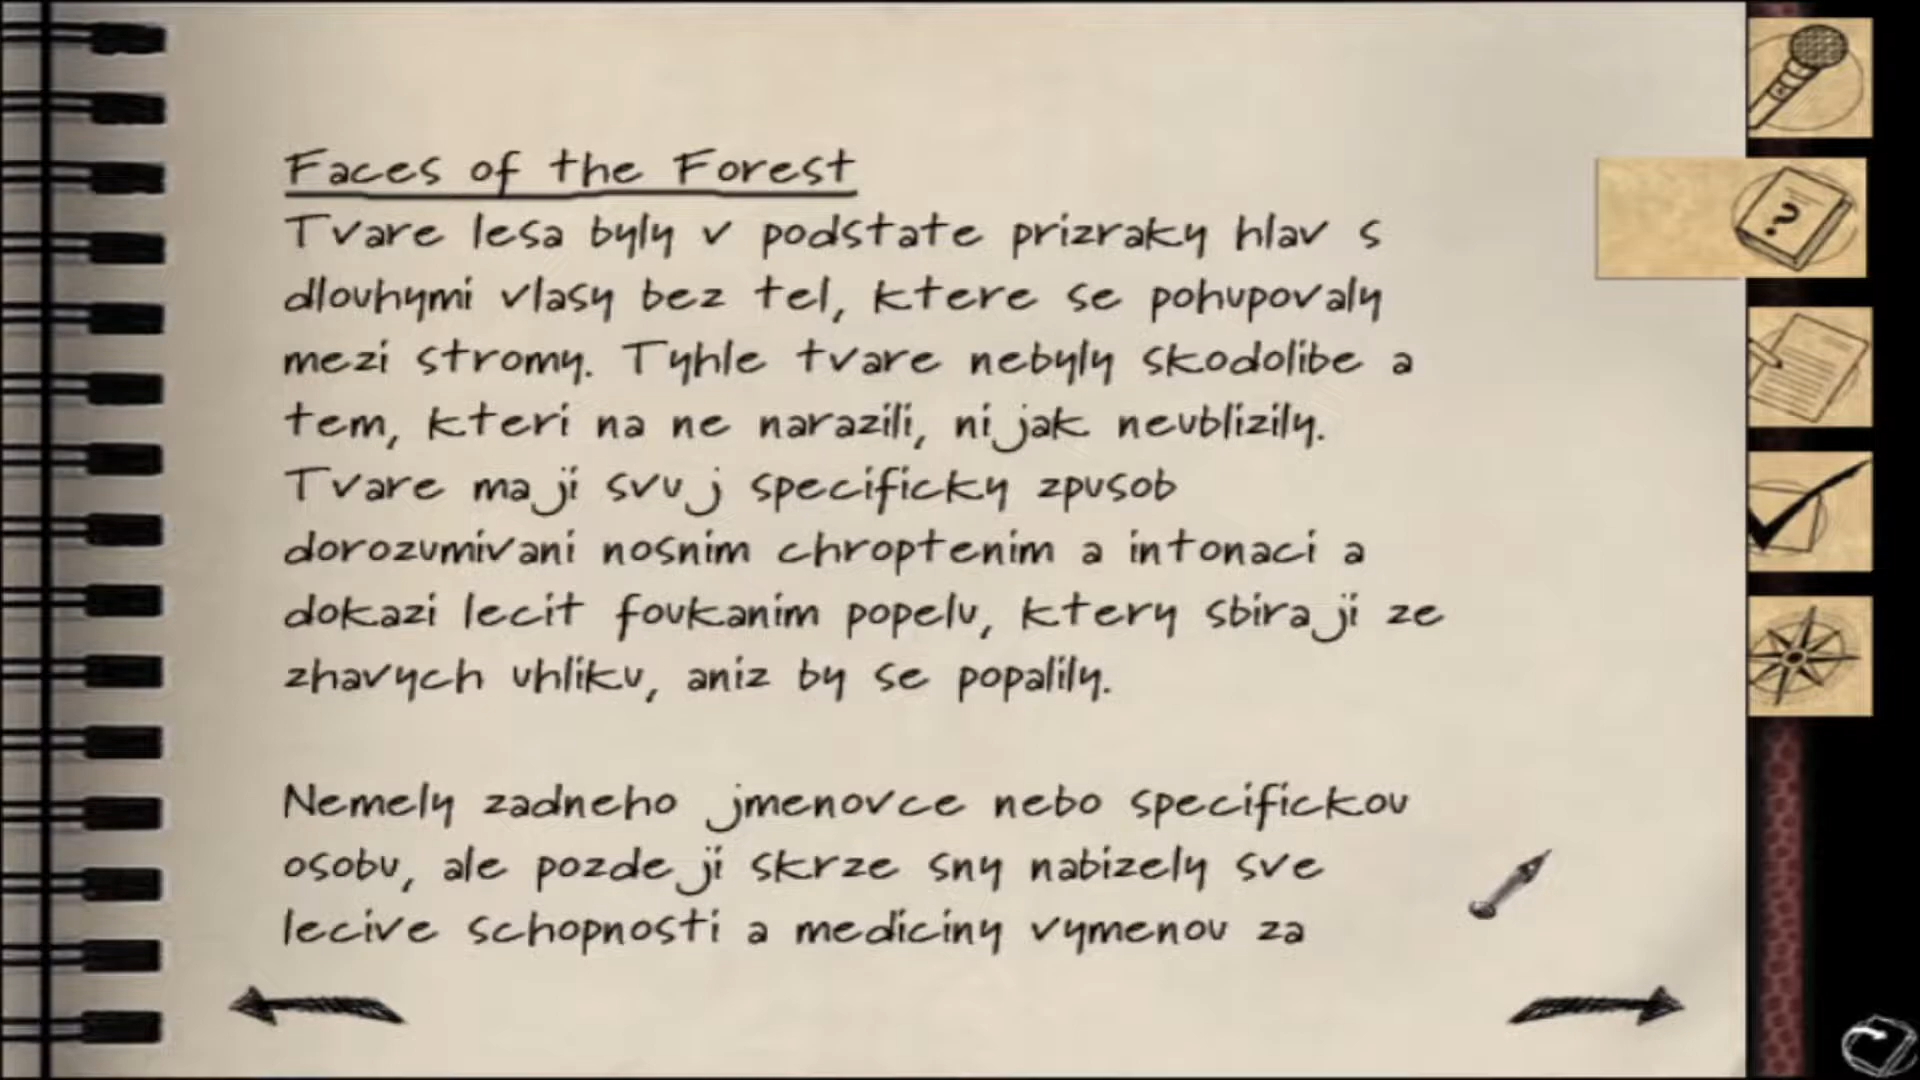 Faces of the Forest
Tvare lesa byly v podstate prizraky hlav s
dlouhymi vlasy bez tel, ktere se pohupovaly
mezi stromy. Tyhle tvare nebyly skodolibe a
tem, kteri na ne narazili, nijak neublizily.
Tvare maji svuj specificky zpusob
dorozumivani nosnim chroptenim a intonaci a
dokazi lecit foukanim popelu, ktery sbiraji ze
zhavych uhliku, aniz by se popalily.
Nemely zadneho jmenovce nebo specifickou
osobu, ale pozdeji skrze sny nabizely sve
lecive schopnosti a mediciny vymenou za